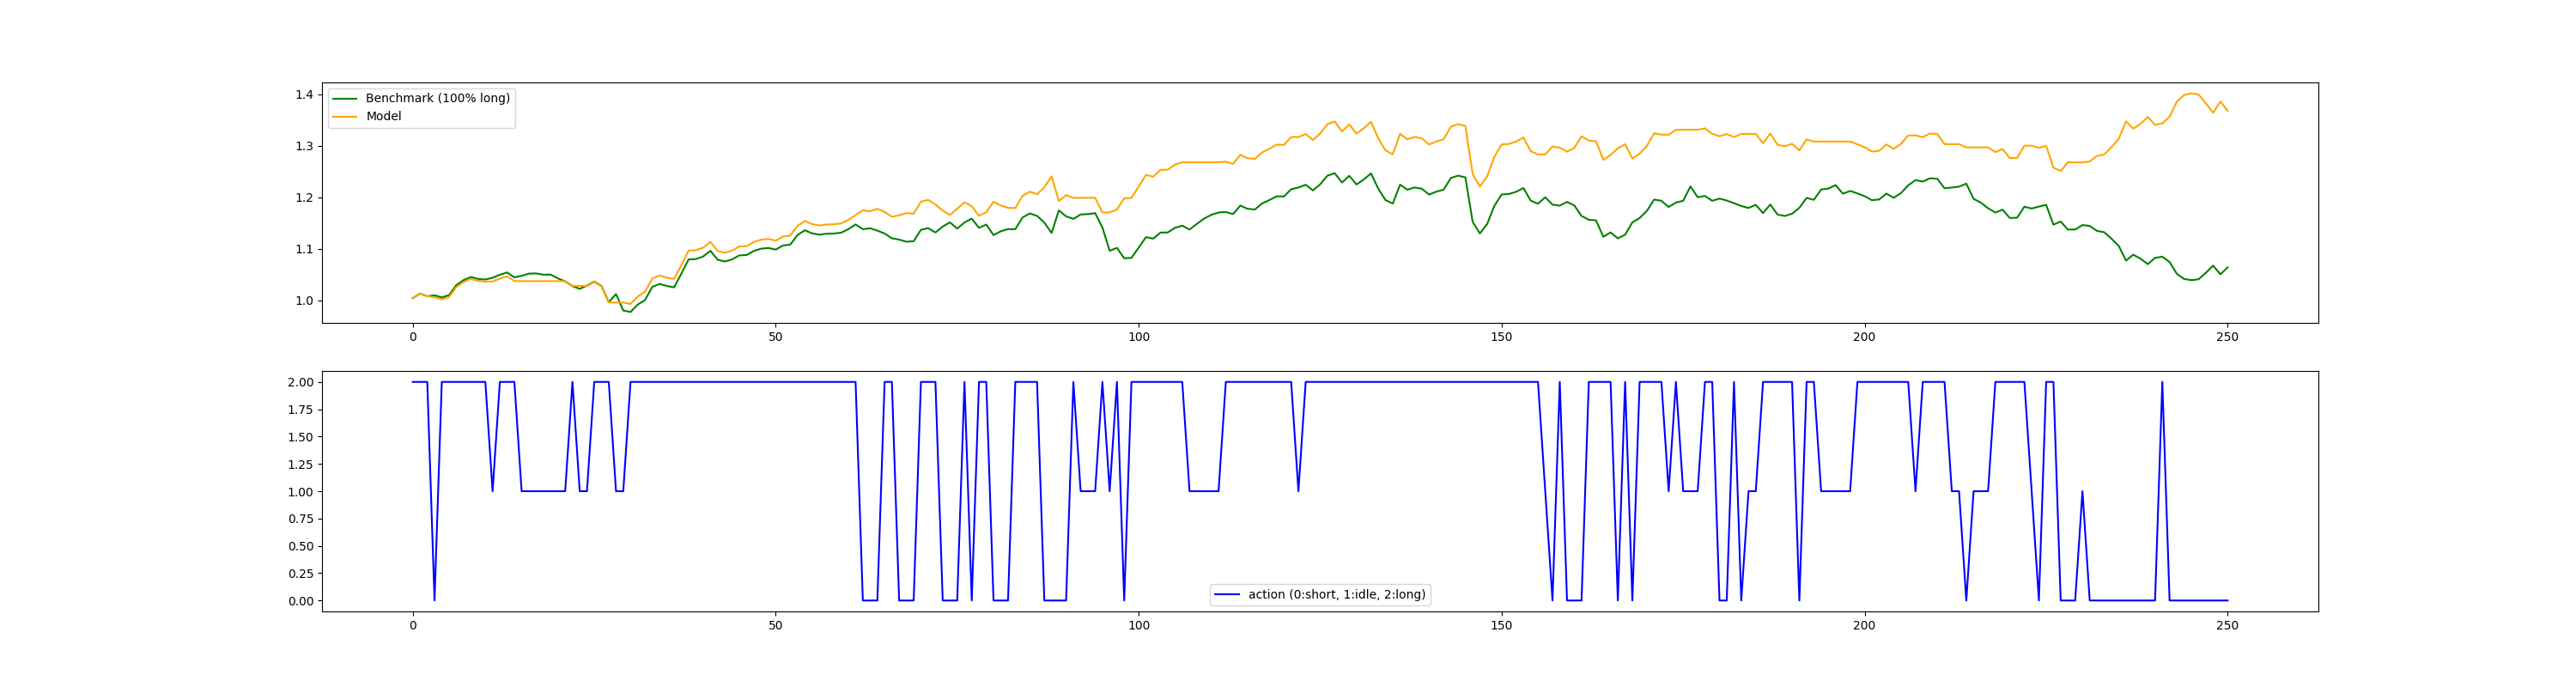 1.4
1.3
1.2
1.1
1.0
Benchmark (100% long)
Model
0 50 100 150 200 250
2.00
1.75
1.50
1.25
1.00
0.75
0.50
0.25
0.00
action (0:short, 1:idle, 2:long)
0 50 100 150 200 250